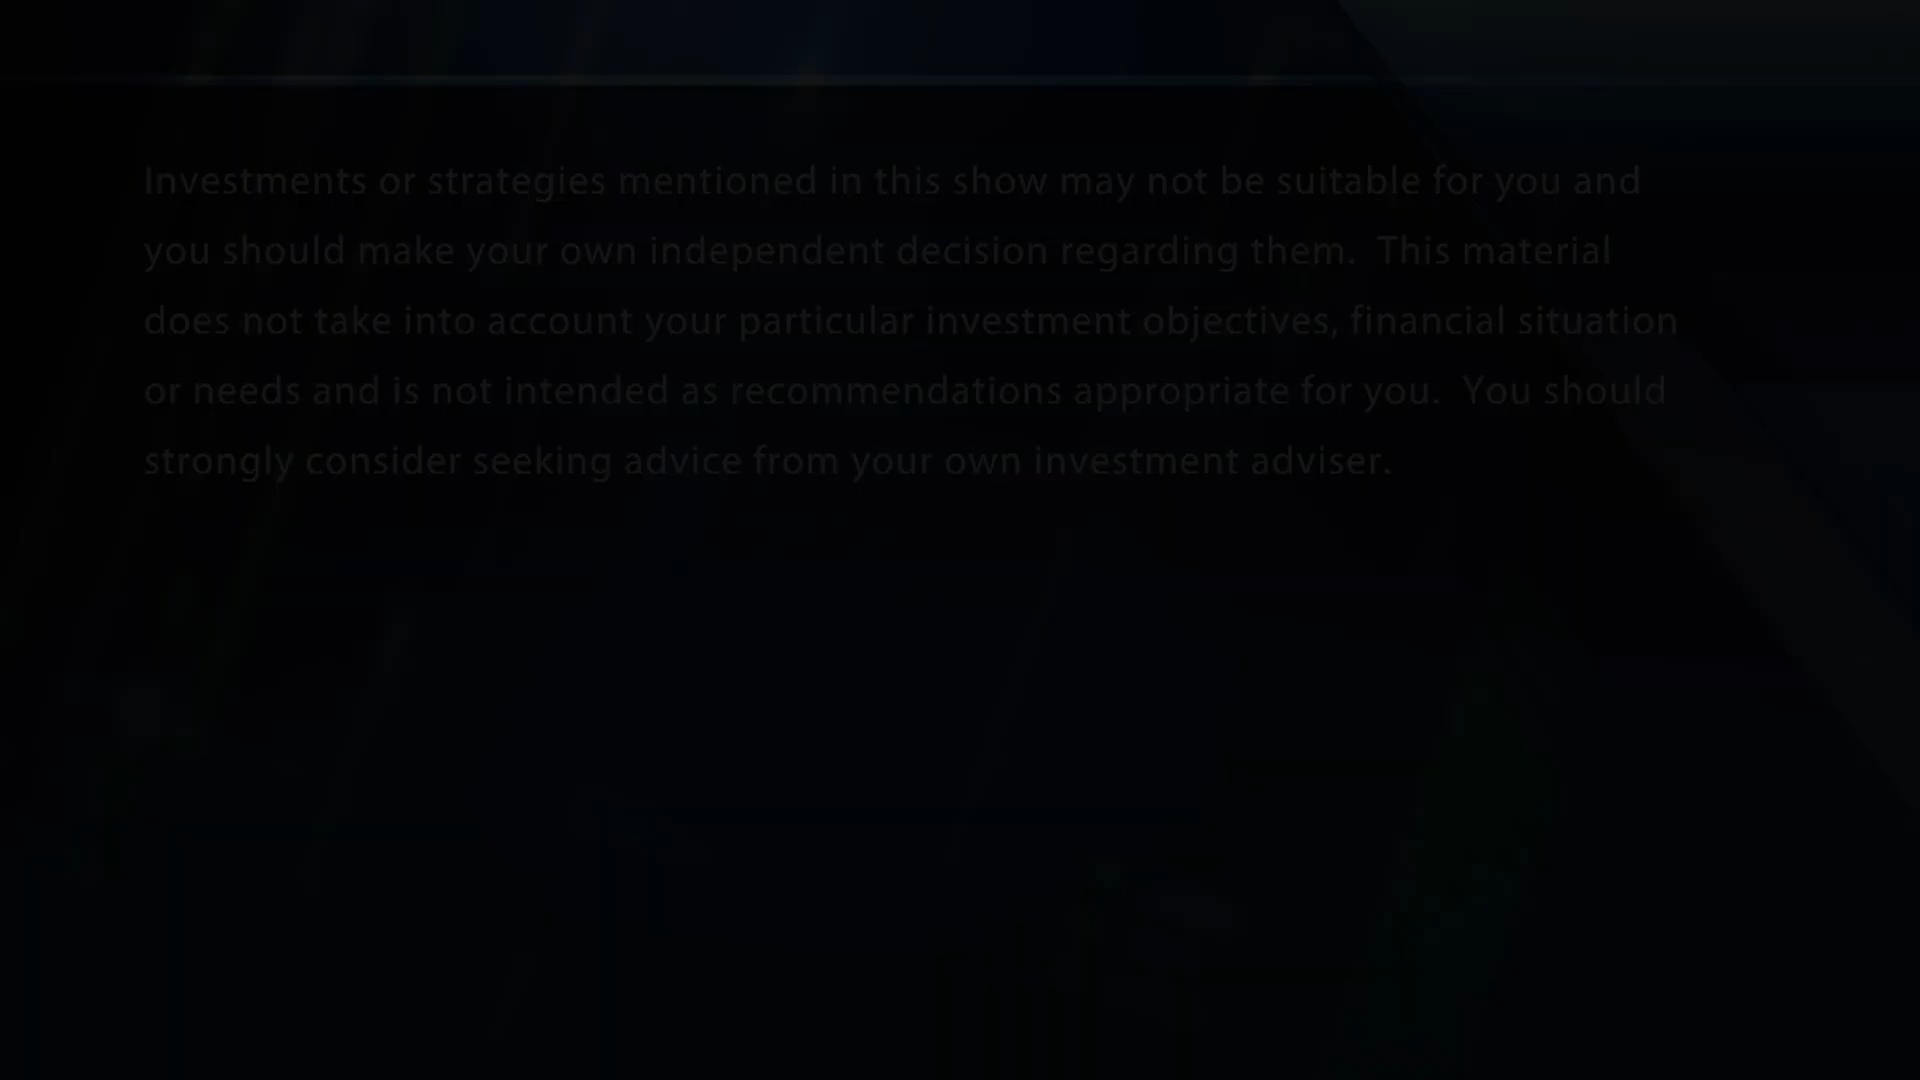 Investments or strategies mentioned in this show may not be suitable for you and
you should make your own independent decision regarding them.  This material
does not take into account your particular investment objectives, financial situation
or needs and is not intended as recommendations appropriate for you.  You should
strongly consider seeking advice from your own investment adviser.